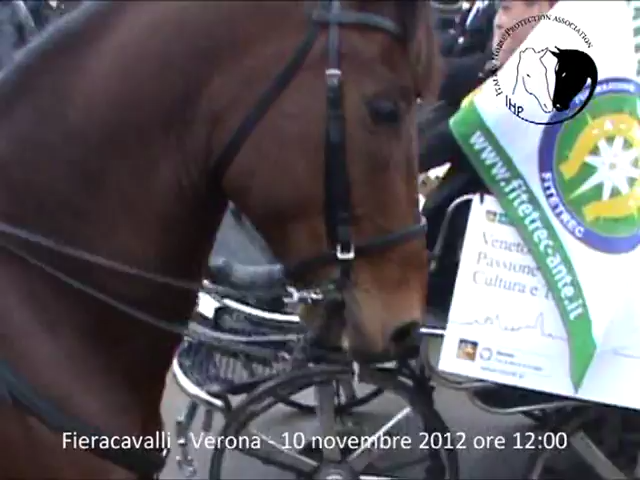 ITALIAN HORSE PROTECTION ASSOCIATION
IHP
www.fitetrec-ante.it
FITETREC
Veneto
Passione
Cultura e
Fieracavalli - Verona - 10 novembre 2012 ore 12:00